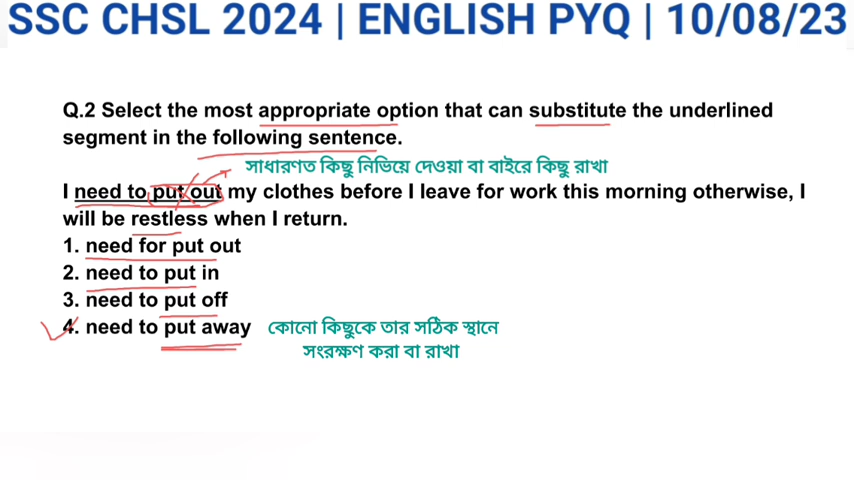 SSC CHSL 2024 | ENGLISH PYQ | 10/08/23
Q.2 Select the most appropriate option that can substitute the underlined
segment in the following sentence.
সাধারণত কিছু নিভিয়ে দেওয়া বা বাইরে কিছু রাখা
I need to put out my clothes before I leave for work this morning otherwise, I
will be restless when I return.
1. need for put out
2. need to put in
3. need to put off
4. need to put away কোনো কিছুকে তার সঠিক স্থানে
সংরক্ষণ করা বা রাখা